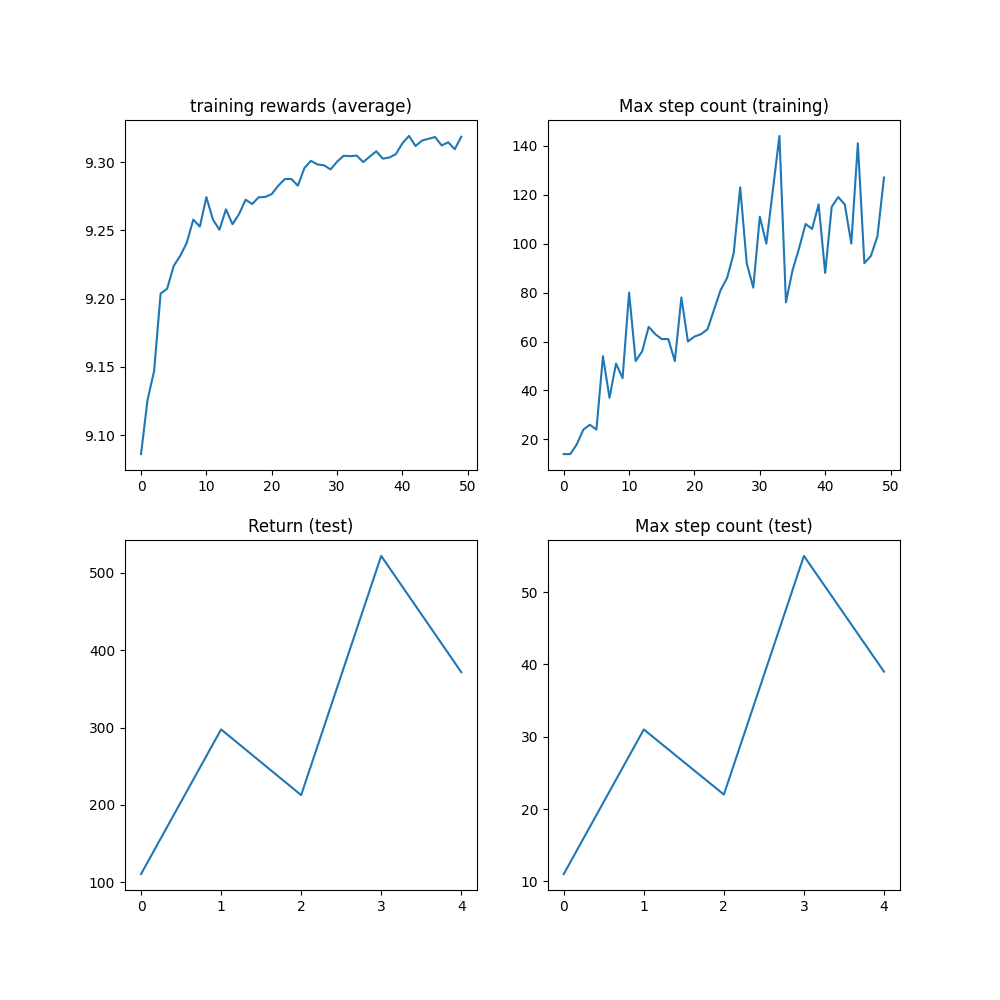 training rewards (average)
9.30
9.25
9.20
9.15
9.10
0 10 20 30 40 50
Max step count (training)
140
120
100
80
60
40
20
0 10 20 30 40 50
Return (test)
500
400
300
200
100
0 1 2 3 4
Max step count (test)
50
40
30
20
10
0 1 2 3 4